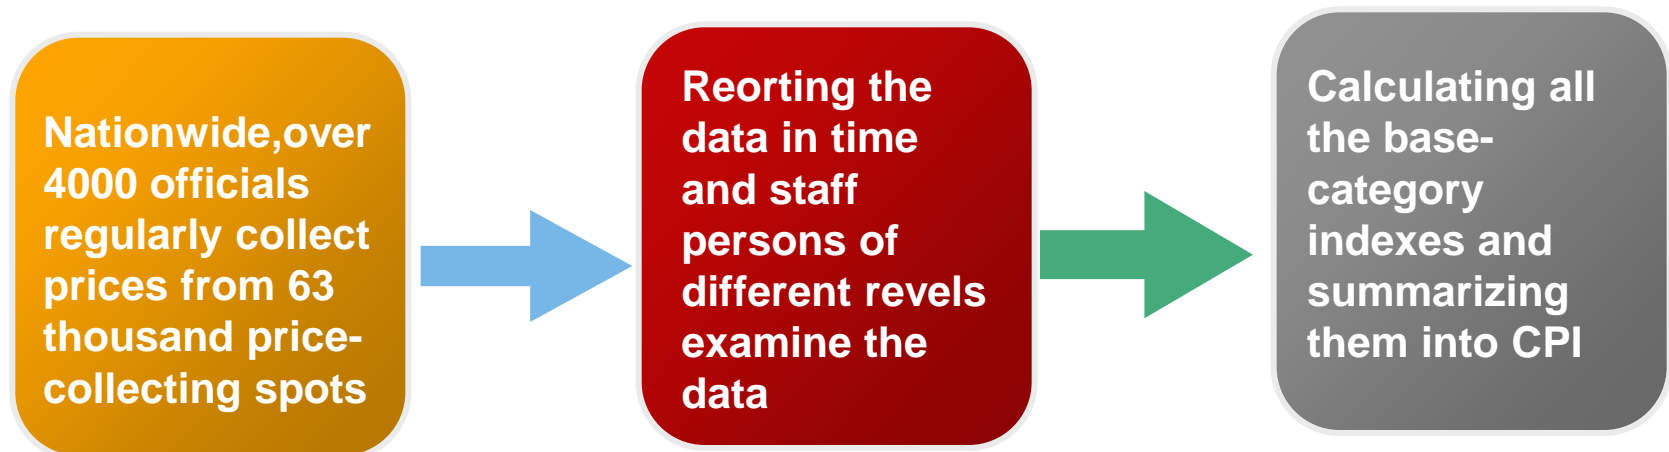 Nationwide,over
4000 officials
regularly collect
prices from 63
thousand price-
collecting spots
Reorting the
data in time
and staff
persons of
different revels
examine the
data
Calculating all
the base-
category
indexes and
summarizing
them into CPI